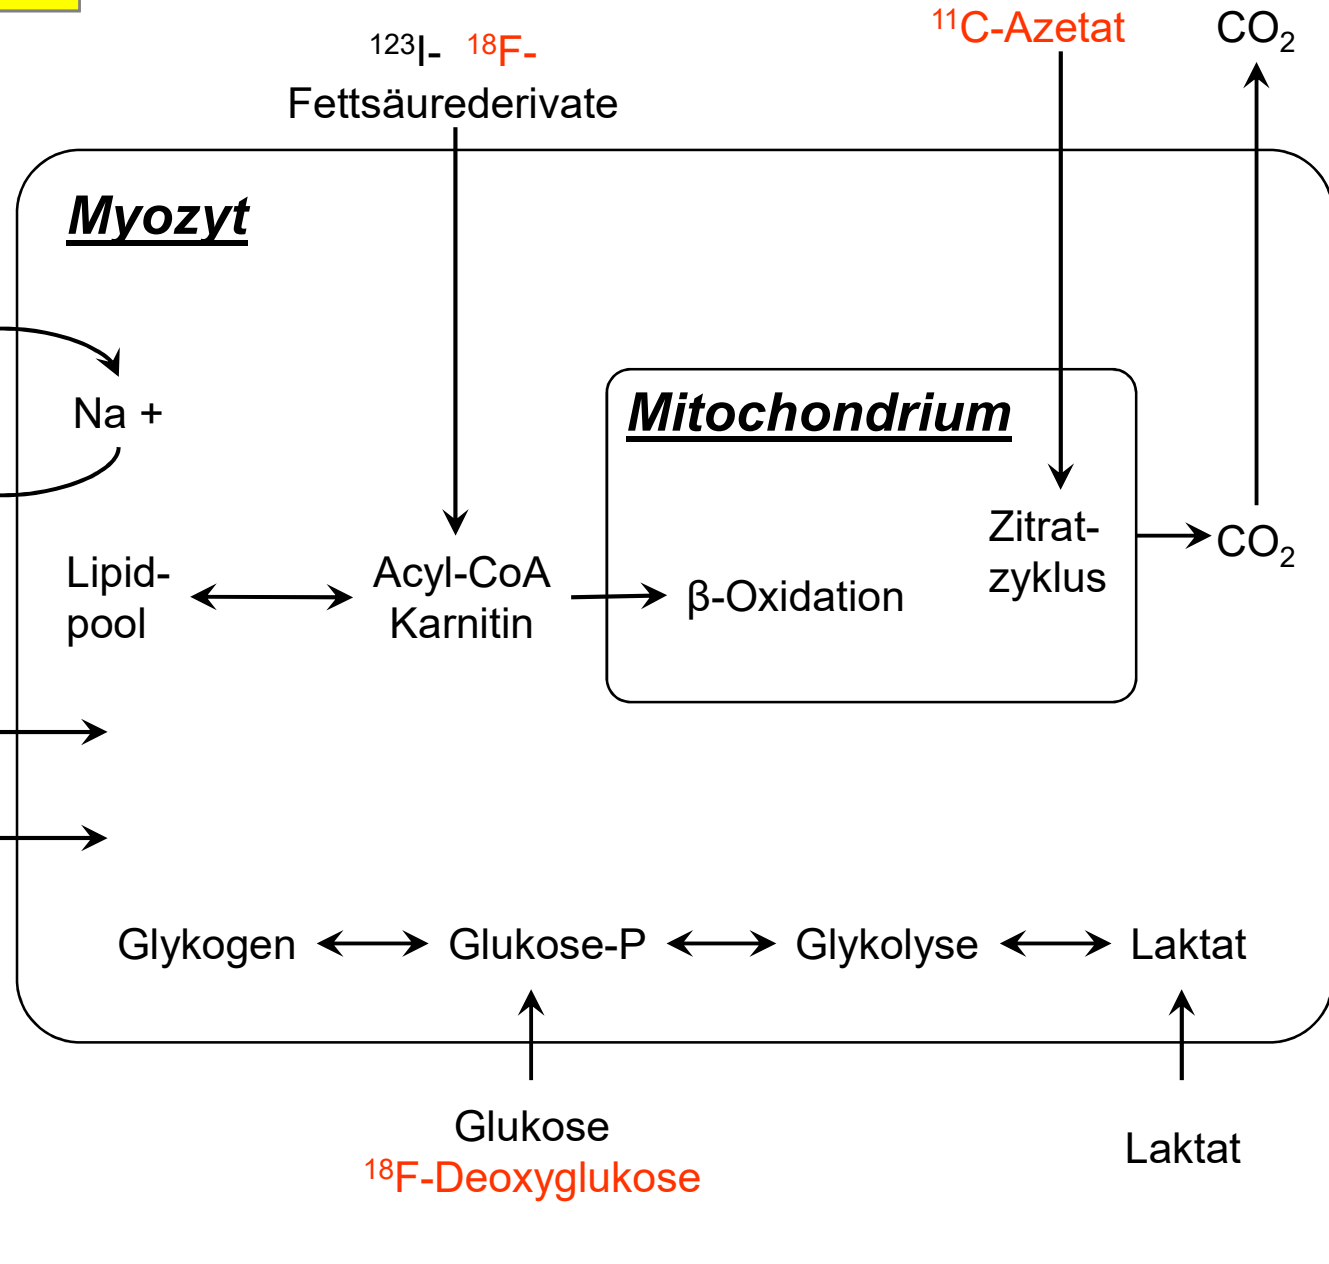 ¹²³I- ¹⁸F-
Fettsäurederivate
¹¹C-Azetat
CO₂
Myozyt
Na +
Mitochondrium
Lipid-
pool
Acyl-CoA
Karnitin
β-Oxidation
Zitrat-
zyklus
CO₂
Glykogen
Glukose-P
Glykolyse
Laktat
Glukose
¹⁸F-Deoxyglukose
Laktat